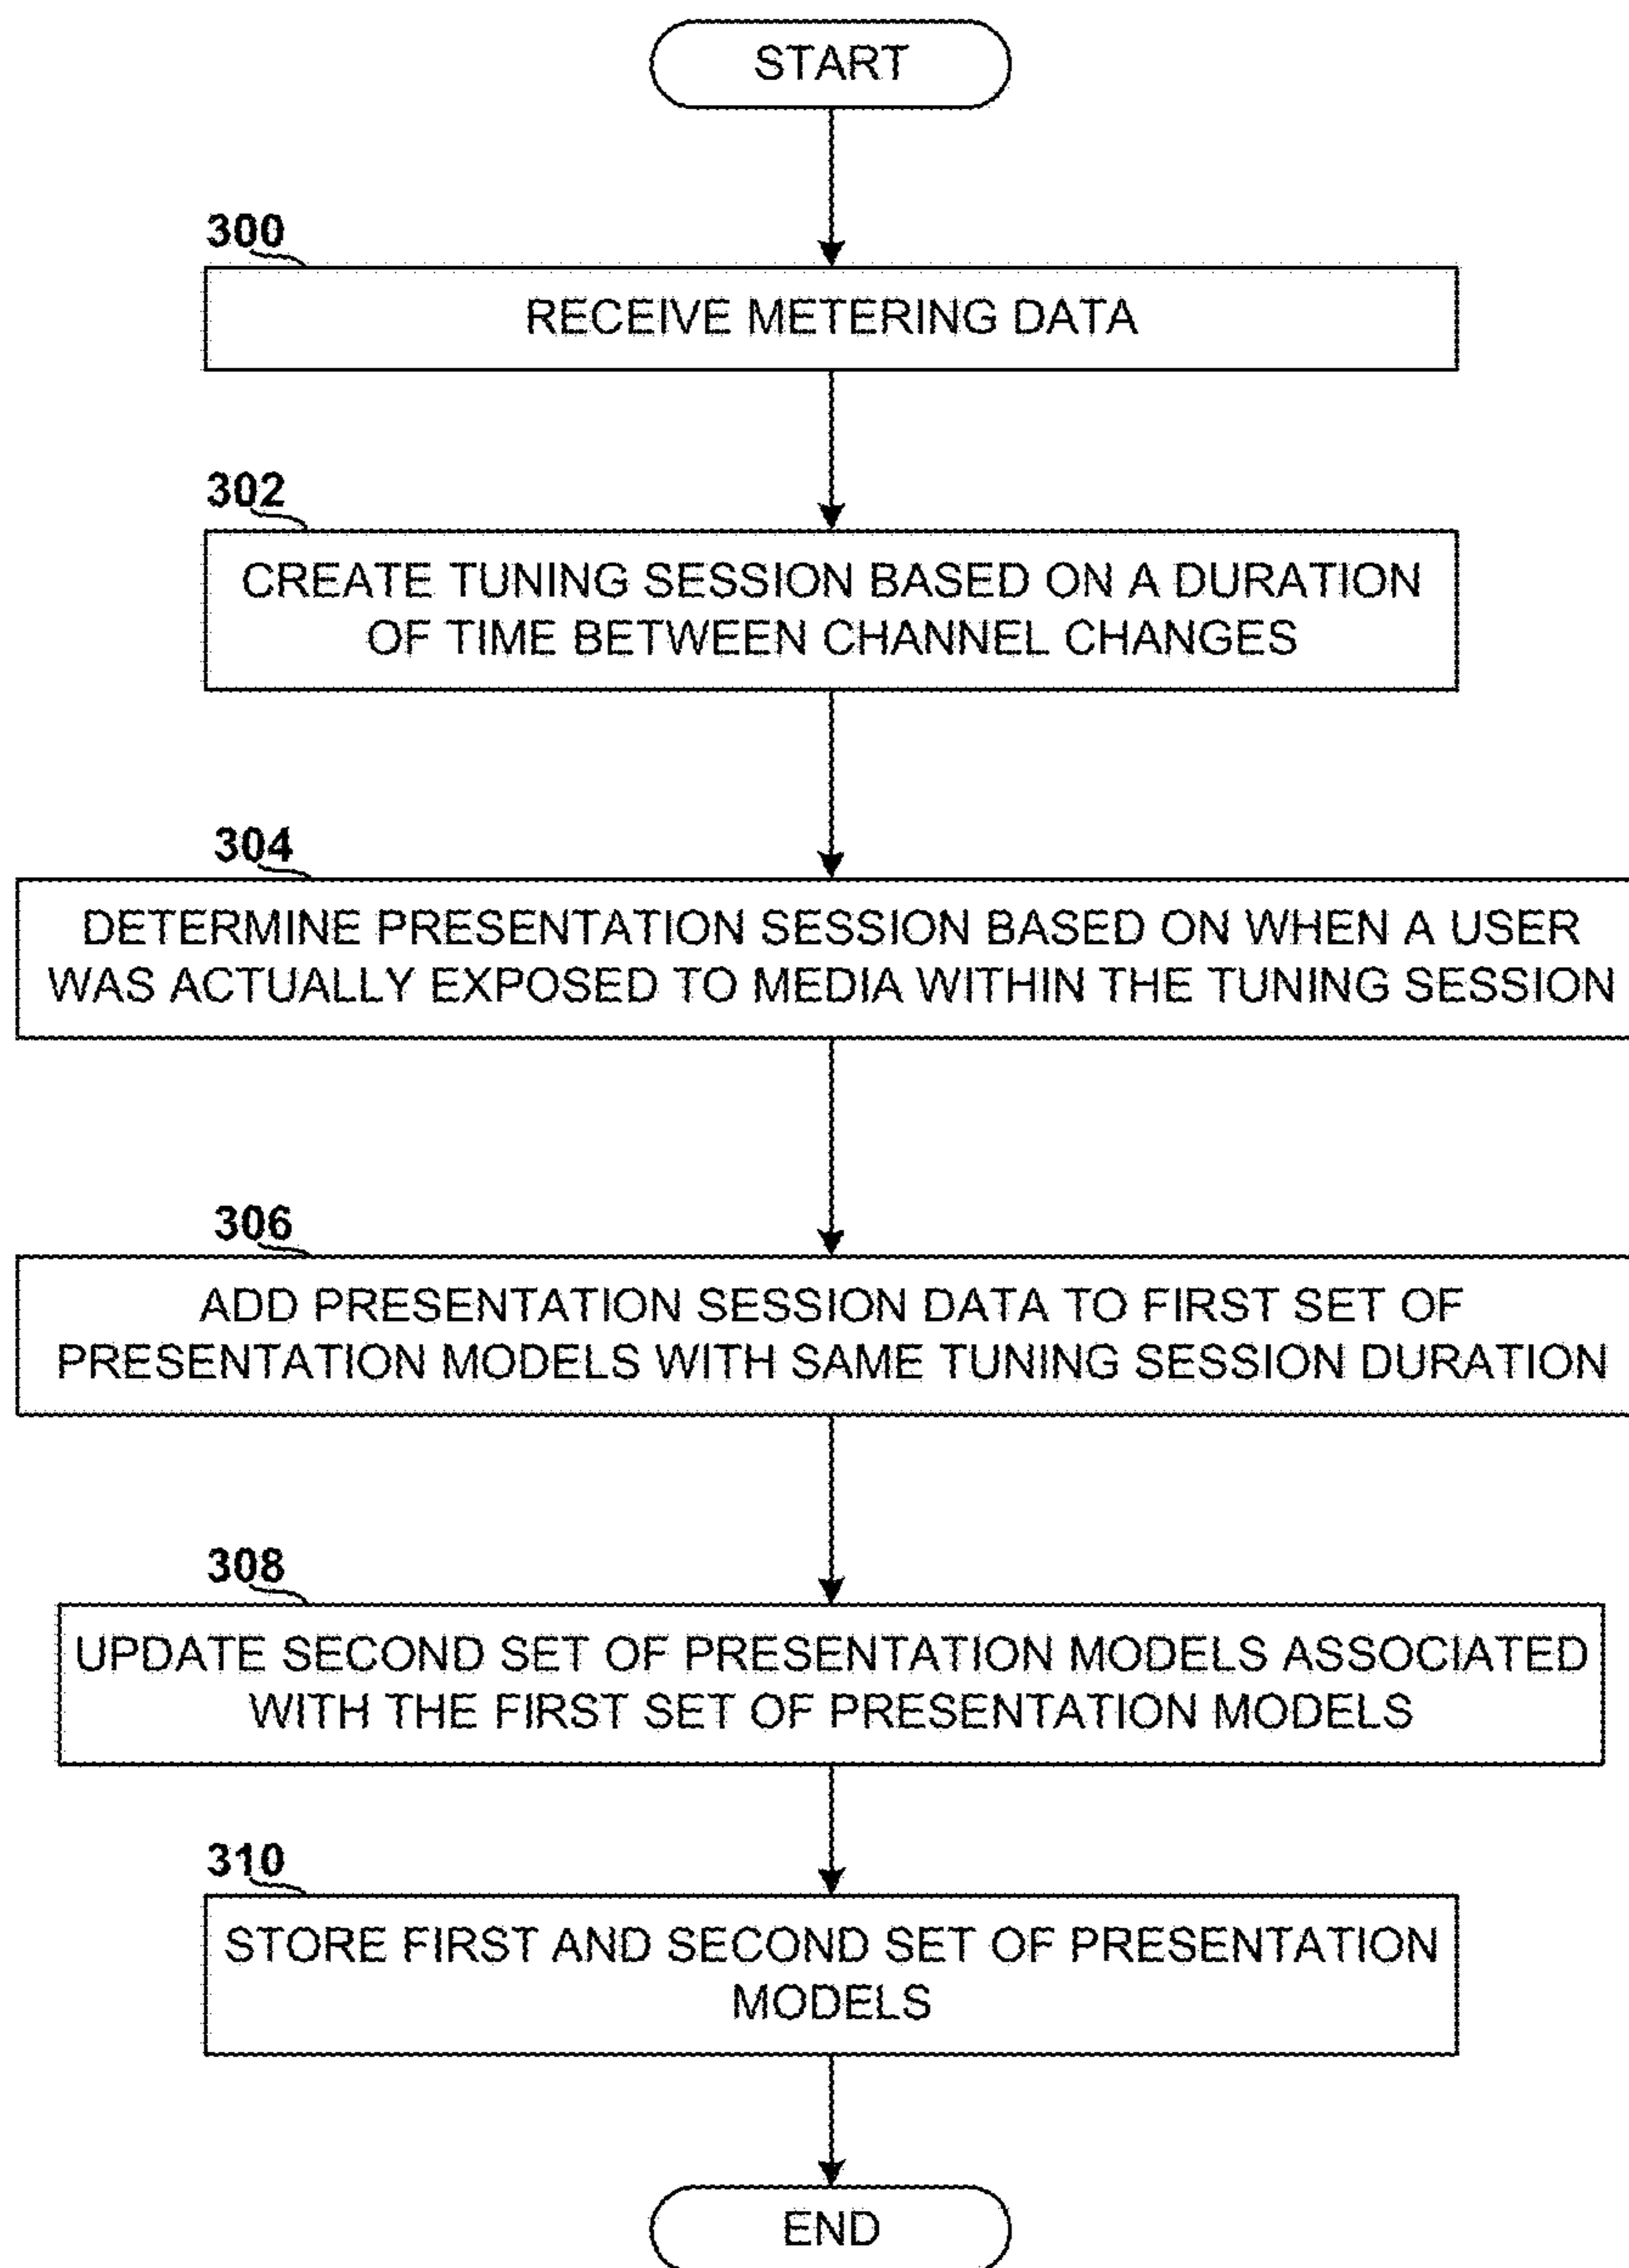 START
300
RECEIVE METERING DATA
302
CREATE TUNING SESSION BASED ON A DURATION
OF TIME BETWEEN CHANNEL CHANGES
304
DETERMINE PRESENTATION SESSION BASED ON WHEN A USER
WAS ACTUALLY EXPOSED TO MEDIA WITHIN THE TUNING SESSION
306
ADD PRESENTATION SESSION DATA TO FIRST SET OF
PRESENTATION MODELS WITH SAME TUNING SESSION DURATION
308
UPDATE SECOND SET OF PRESENTATION MODELS ASSOCIATED
WITH THE FIRST SET OF PRESENTATION MODELS
310
STORE FIRST AND SECOND SET OF PRESENTATION
MODELS
END